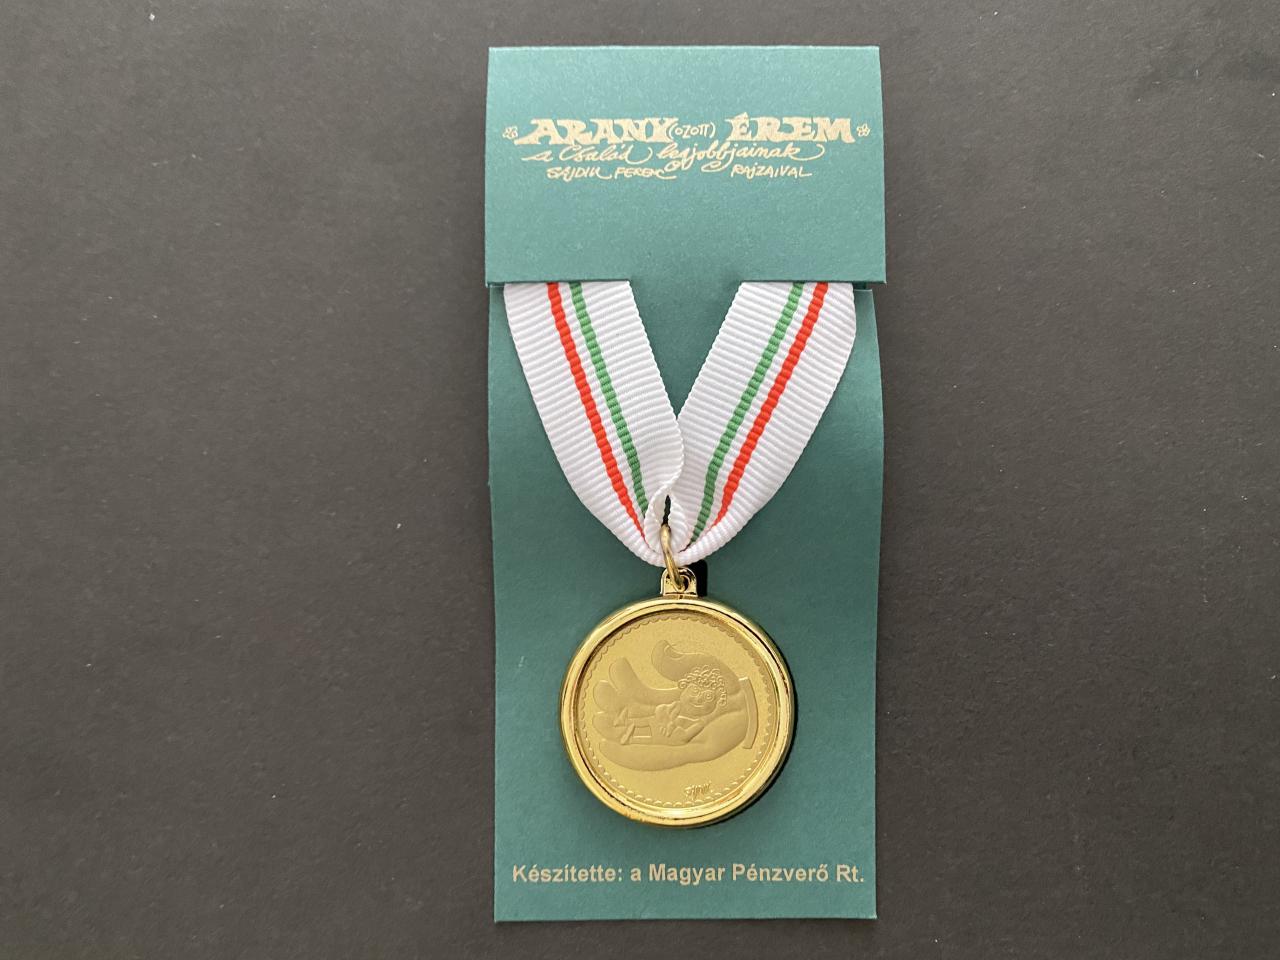 ARANY(OZOTT) ÉREM
a Család legjobbjainak
SAJDIK FERENC RAJZAIVAL
Készítette: a Magyar Pénzverő Rt.